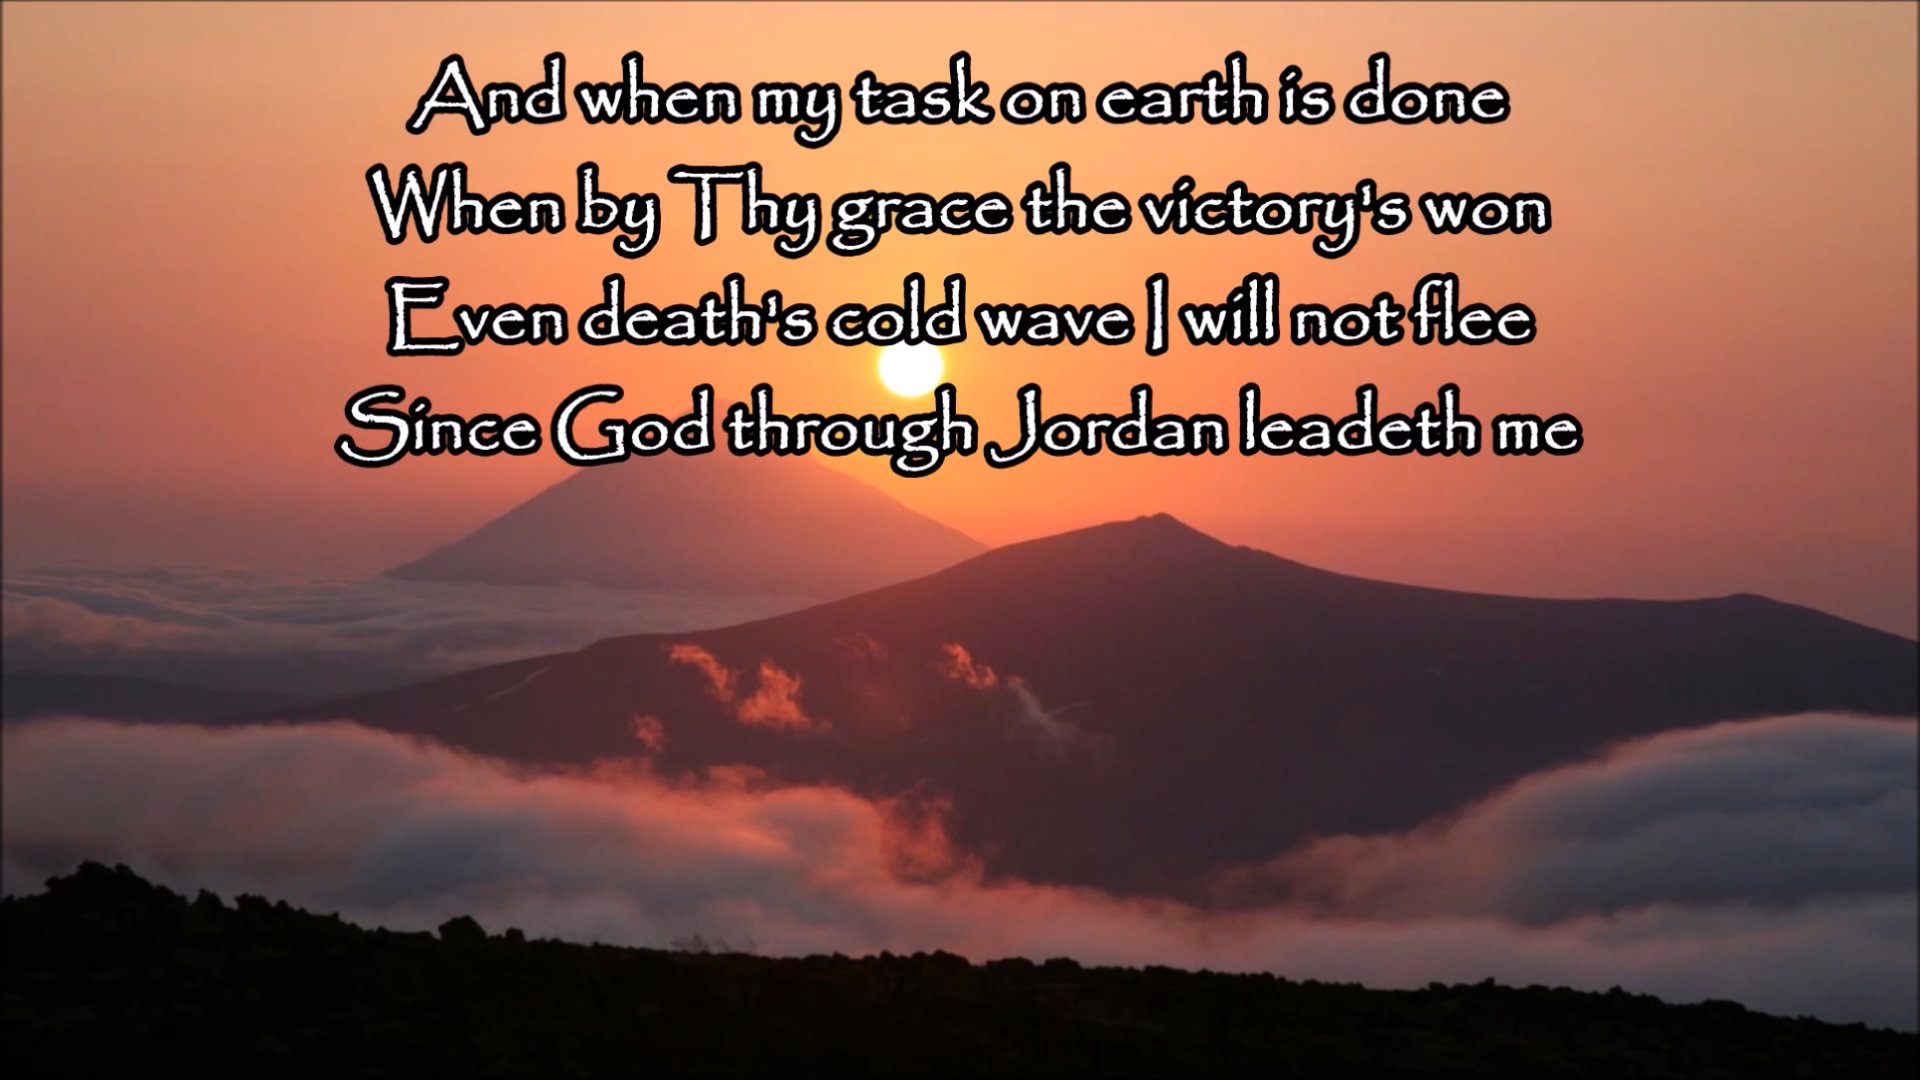 And when my task on earth is done
When by Thy grace the victory's won
Even death's cold wave I will not flee
Since God through Jordan leadeth me